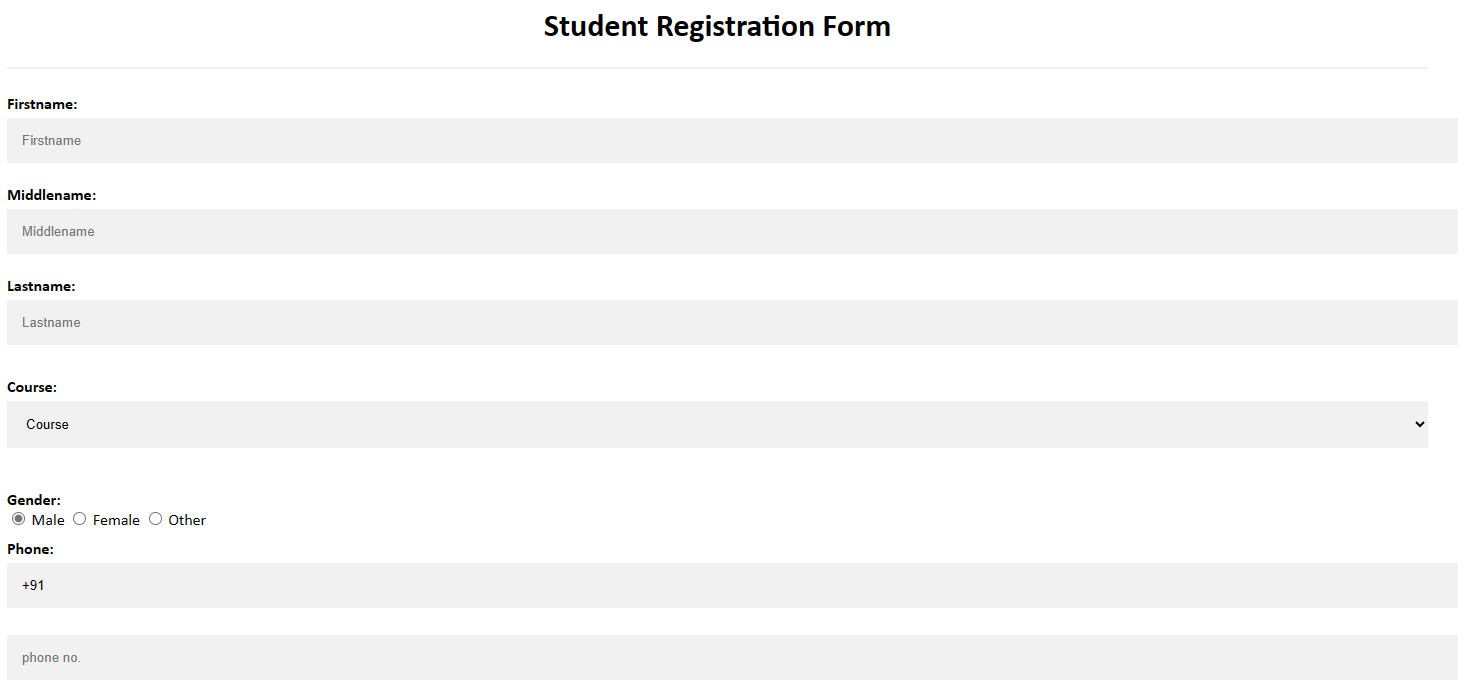 Student Registration Form
Firstname:
Firstname
Middlename:
Middlename
Lastname:
Lastname
Course:
Course
Gender:
Male Female Other
Phone:
+91
phone no.